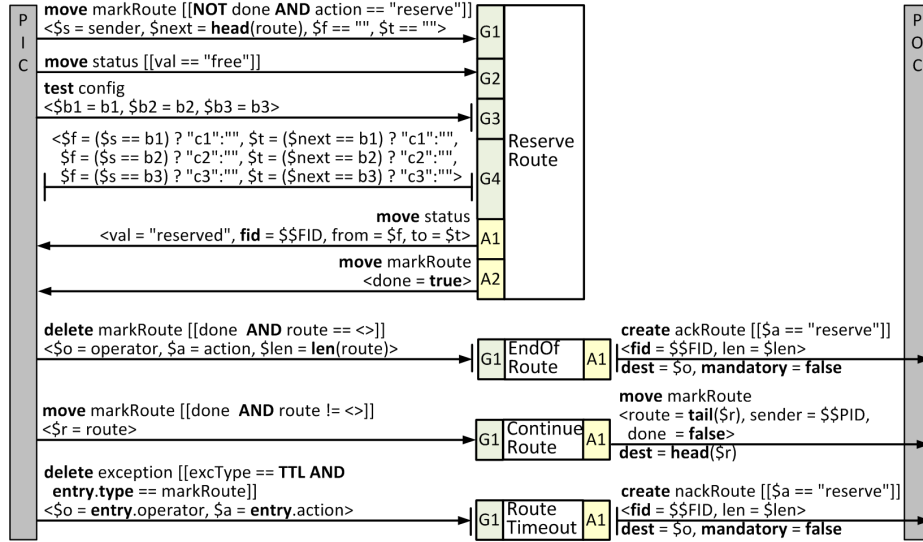 PIC
move markRoute [[NOT done AND action == "reserve"]]
<$s = sender, $next = head(route), $f == "", $t == "">
G1
move status [[val == "free"]]
G2
test config
<$b1 = b1, $b2 = b2, $b3 = b3>
G3
<$f = ($s == b1) ? "c1":"", $t = ($next == b1) ? "c1":"",
$f = ($s == b2) ? "c2":"", $t = ($next == b2) ? "c2":"",
$f = ($s == b3) ? "c3":"", $t = ($next == b3) ? "c3":"">
G4
Reserve
Route
move status
<val = "reserved", fid = $$FID, from = $f, to = $t>
A1
move markRoute
<done = true>
A2
POC
delete markRoute [[done AND route == <>]]
<$o = operator, $a = action, $len = len(route)>
G1
EndOf
Route
A1
create ackRoute [[$a == "reserve"]]
<fid = $$FID, len = $len>
dest = $o, mandatory = false
move markRoute [[done AND route != <>]]
<$r = route>
G1
Continue
Route
A1
move markRoute
<route = tail($r), sender = $$PID,
done = false>
dest = head($r)
delete exception [[excType == TTL AND
entry.type == markRoute]]
<$o = entry.operator, $a = entry.action>
G1
Route
Timeout
A1
create nackRoute [[$a == "reserve"]]
<fid = $$FID, len = $len>
dest = $o, mandatory = false